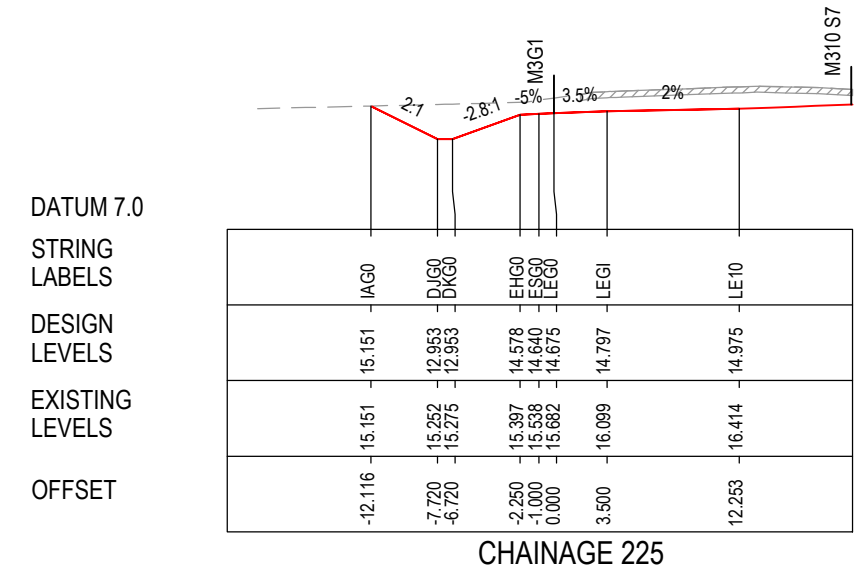 M3G1
M310 S7
2:1
-2.8:1
-5%
3.5%
2%
DATUM 7.0
STRING
LABELS
IAG0
DJG0
DKG0
EHG0
ESG0
LEG0
LEGI
LE10
DESIGN
LEVELS
15.151
12.953
12.953
14.578
14.640
14.675
14.797
14.975
EXISTING
LEVELS
15.151
15.252
15.275
15.397
15.538
15.682
16.099
16.414
OFFSET
-12.116
-7.720
-6.720
-2.250
-1.000
0.000
3.500
12.253
CHAINAGE 225